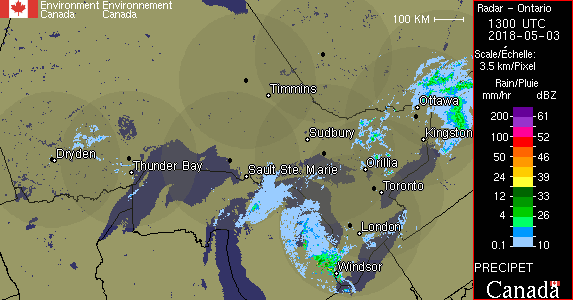 Environment Environnement
Canada Canada
100 KM
Timmins
Ottawa
Sudbury
Kingston
Dryden
Thunder Bay
Sault Ste. Marie
Orillia
Toronto
London
Windsor
Radar - Ontario
1300 UTC
2018-05-03
Scale/Échelle:
3.5 km/Pixel
Rain/Pluie
mm/hr dBZ
200 61
100 52
50 46
24 39
12 33
4 26
0.1 10
PRECIPET
Canada